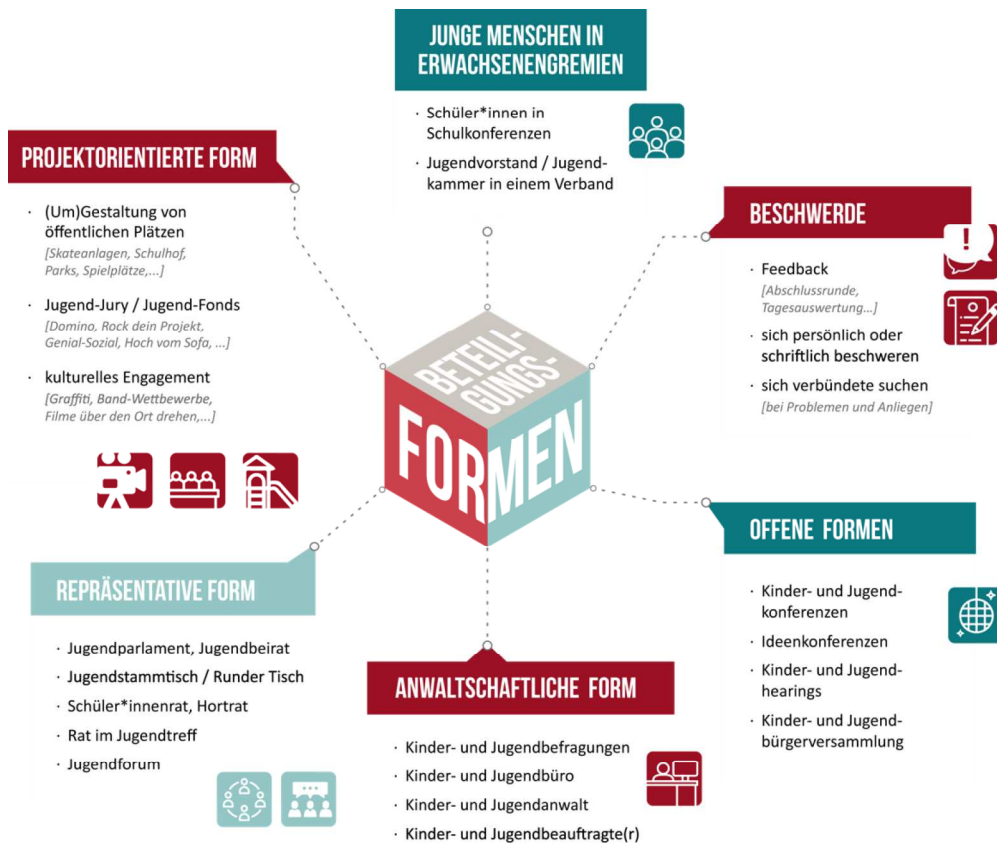 JUNGE MENSCHEN IN
ERWACHSENENGREMIEN
· Schüler*innen in
Schulkonferenzen
· Jugendvorstand / Jugend-
kammer in einem Verband
PROJEKTORIENTIERTE FORM
· (Um)Gestaltung von
öffentlichen Plätzen
[Skateanlagen, Schulhof,
Parks, Spielplätze,...]
· Jugend-Jury / Jugend-Fonds
[Domino, Rock dein Projekt,
Genial-Sozial, Hoch vom Sofa, ...]
· kulturelles Engagement
[Graffiti, Band-Wettbewerbe,
Filme über den Ort drehen,...]
BESCHWERDE
· Feedback
[Abschlussrunde,
Tagesauswertung...]
· sich persönlich oder
schriftlich beschweren
· sich verbündete suchen
[bei Problemen und Anliegen]
BETEILI-
GUNGS-
FORMEN
REPRÄSENTATIVE FORM
· Jugendparlament, Jugendbeirat
· Jugendstammtisch / Runder Tisch
· Schüler*innenrat, Hortrat
· Rat im Jugendtreff
· Jugendforum
ANWALTSCHAFTLICHE FORM
· Kinder- und Jugendbefragungen
· Kinder- und Jugendbüro
· Kinder- und Jugendanwalt
· Kinder- und Jugendbeauftragte(r)
OFFENE FORMEN
· Kinder- und Jugend-
konferenzen
· Ideenkonferenzen
· Kinder- und Jugend-
hearings
· Kinder- und Jugend-
bürgerversammlung